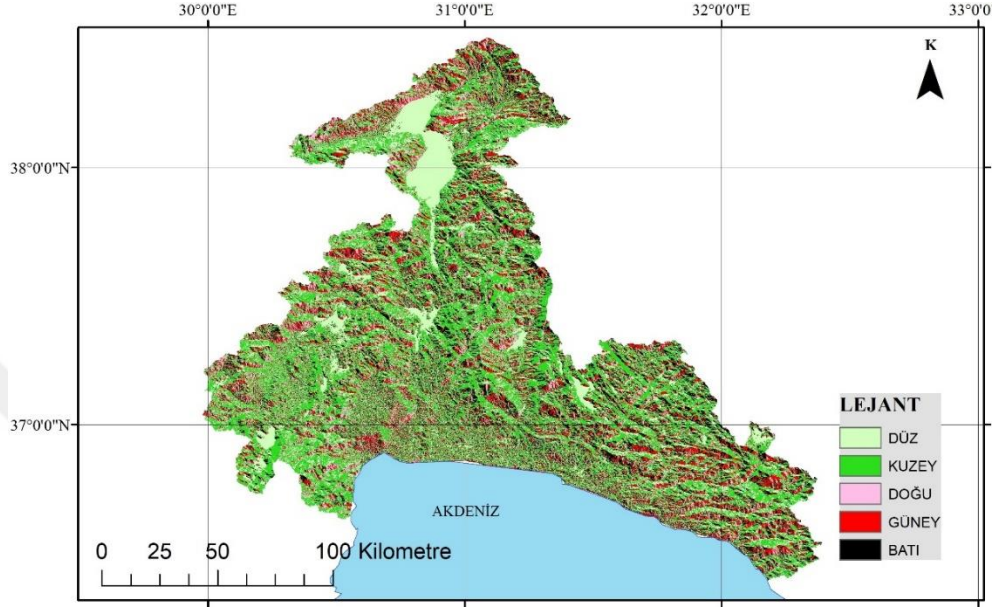 30°0'0"E
31°0'0"E
32°0'0"E
33°0'0
K
38°0'0"N
37°0'0"N
LEJANT
DÜZ
KUZEY
DOĞU
GÜNEY
BATI
AKDENİZ
0 25 50 100 Kilometre